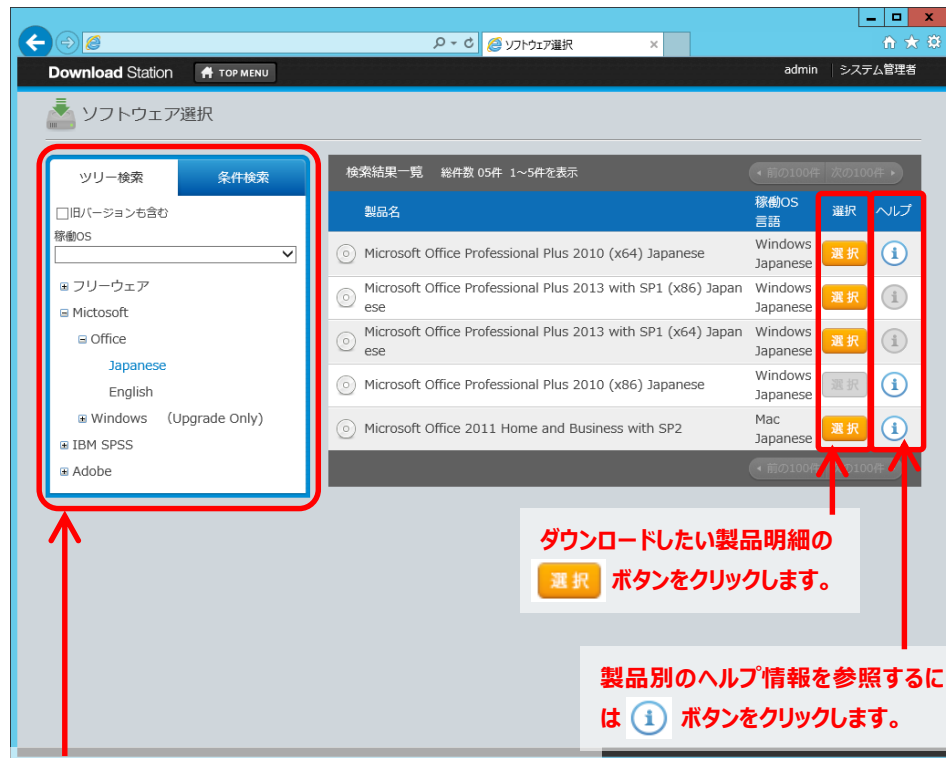 ソフトウェア選択
Download Station TOP MENU
admin システム管理者
ソフトウェア選択
ツリー検索 条件検索
旧バージョンも含む
稼働OS
フリーウェア
Mictosoft
Office
Japanese
English
Windows (Upgrade Only)
IBM SPSS
Adobe
検索結果一覧 総件数 05件 1~5件を表示 前の100件 次の100件
製品名 稼働OS 選択 ヘルプ
言語
Microsoft Office Professional Plus 2010 (x64) Japanese Windows 選択
Japanese
Microsoft Office Professional Plus 2013 with SP1 (x86) Japan Windows 選択
ese Japanese
Microsoft Office Professional Plus 2013 with SP1 (x64) Japan Windows 選択
ese Japanese
Microsoft Office Professional Plus 2010 (x86) Japanese Windows 選択
Japanese
Microsoft Office 2011 Home and Business with SP2 Mac 選択
Japanese
前の100件 の100件
ダウンロードしたい製品明細の
選択 ボタンをクリックします。
製品別のヘルプ情報を参照するに
は i ボタンをクリックします。